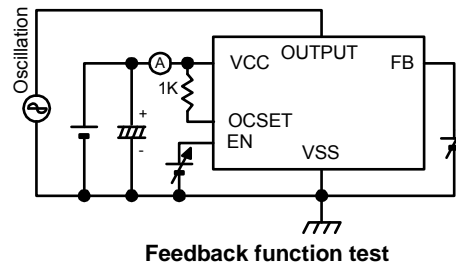 Oscillation
A
1K
+
-
VCC
OUTPUT
FB
OCSET
EN
VSS
Feedback function test